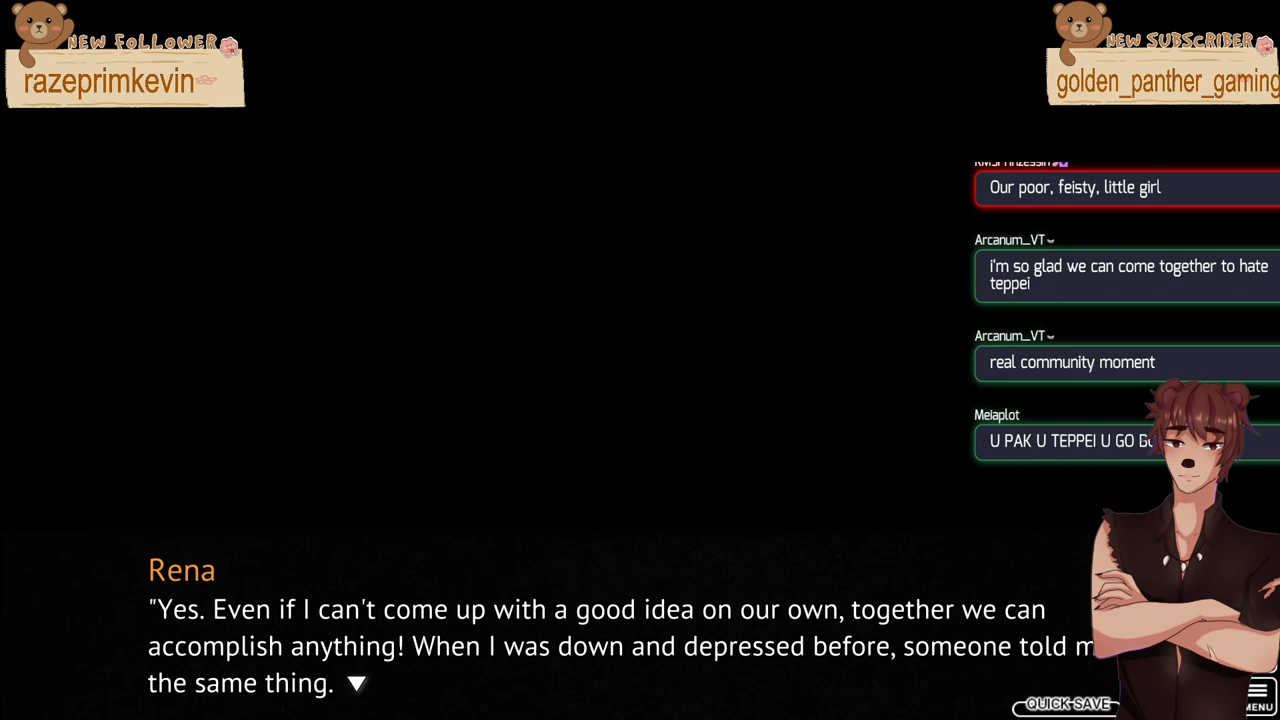 NEW FOLLOWER
razeprimkevin
NEW SUBSCRIBER
golden_panther_gaming
Our poor, feisty, little girl
Arcanum_VT
i'm so glad we can come together to hate
teppei
Arcanum_VT
real community moment
Meiaplot
U PAK U TEPPEI U GO
Rena
"Yes. Even if I can't come up with a good idea on our own, together we can
accomplish anything! When I was down and depressed before, someone told
the same thing.
QUICK SAVE
MENU